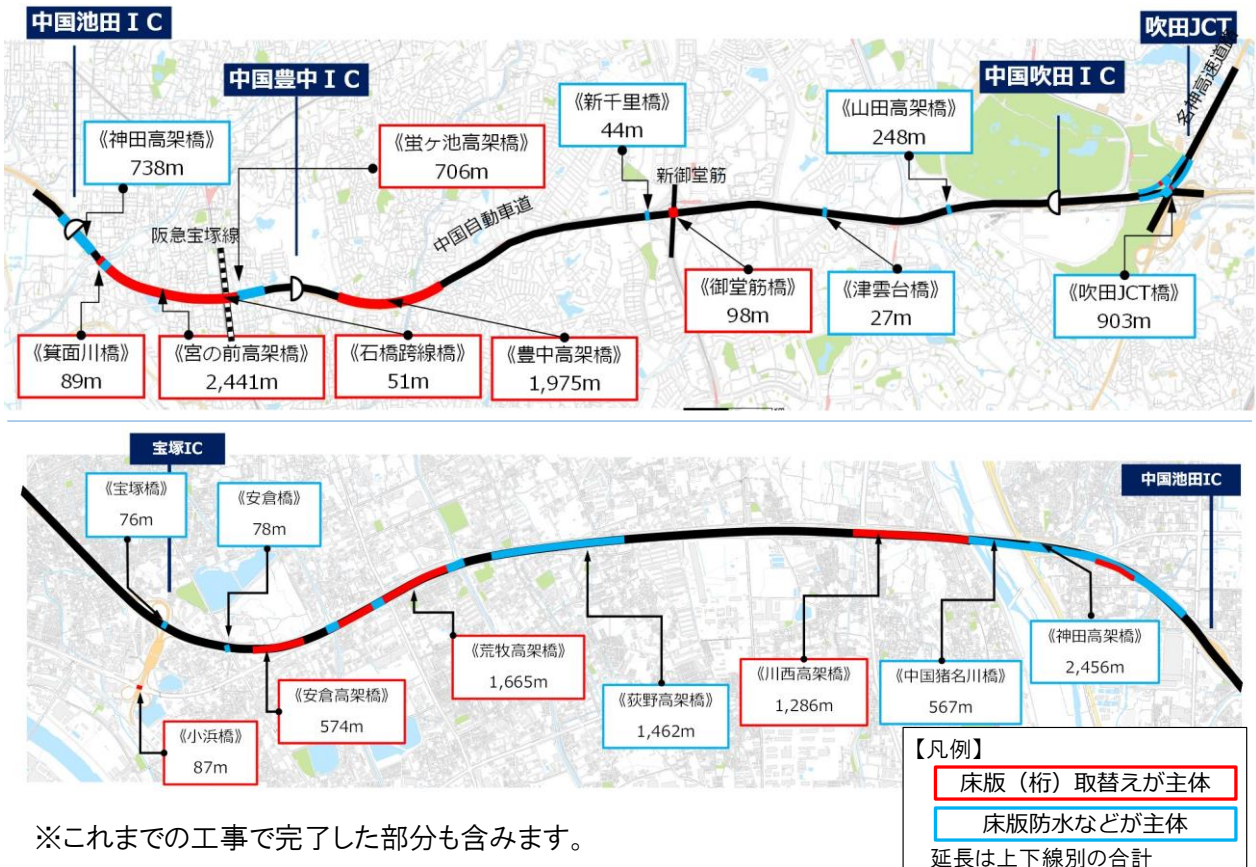 中国池田ＩＣ
中国豊中ＩＣ
中国吹田ＩＣ
吹田JCT
名神高速道路
《神田高架橋》
738m
《蛍ヶ池高架橋》
706m
《新千里橋》
44m
《山田高架橋》
248m
新御堂筋
中国自動車道
阪急宝塚線
《箕面川橋》
89m
《宮の前高架橋》
2,441m
《石橋跨線橋》
51m
《豊中高架橋》
1,975m
《御堂筋橋》
98m
《津雲台橋》
27m
《吹田JCT橋》
903m
宝塚IC
中国池田IC
《宝塚橋》
76m
《安倉橋》
78m
《小浜橋》
87m
《安倉高架橋》
574m
《荒牧高架橋》
1,665m
《荻野高架橋》
1,462m
《川西高架橋》
1,286m
《中国猪名川橋》
567m
《神田高架橋》
2,456m
【凡例】
床版（桁）取替えが主体
床版防水などが主体
延長は上下線別の合計
※これまでの工事で完了した部分も含みます。